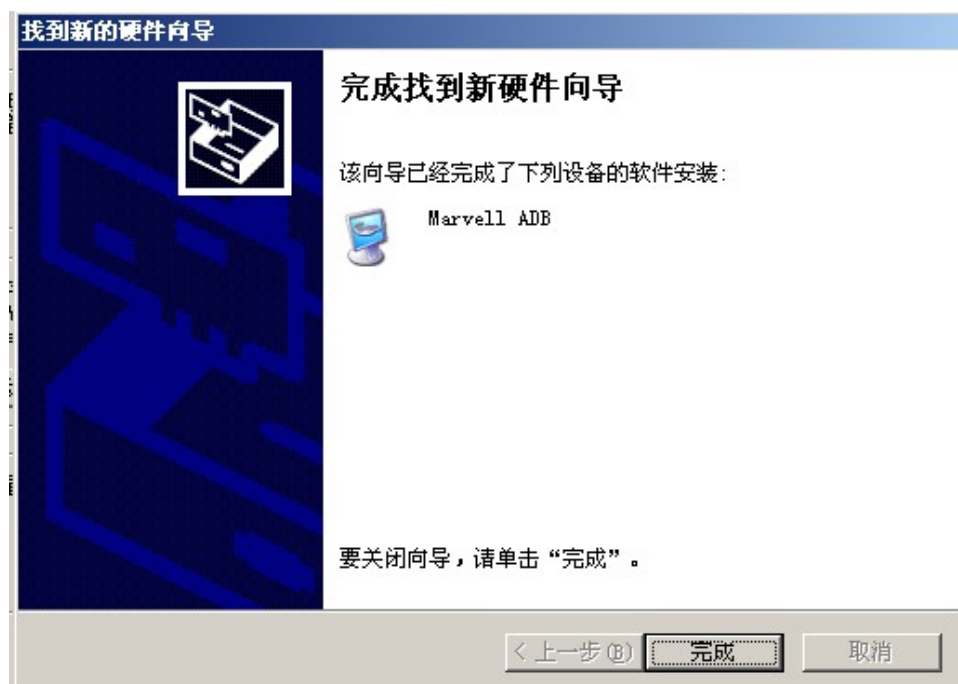 找到新的硬件向导
完成找到新硬件向导
该向导已经完成了下列设备的软件安装:
Marvell ADB
要关闭向导，请单击“完成”。
< 上一步(B)
完成
取消